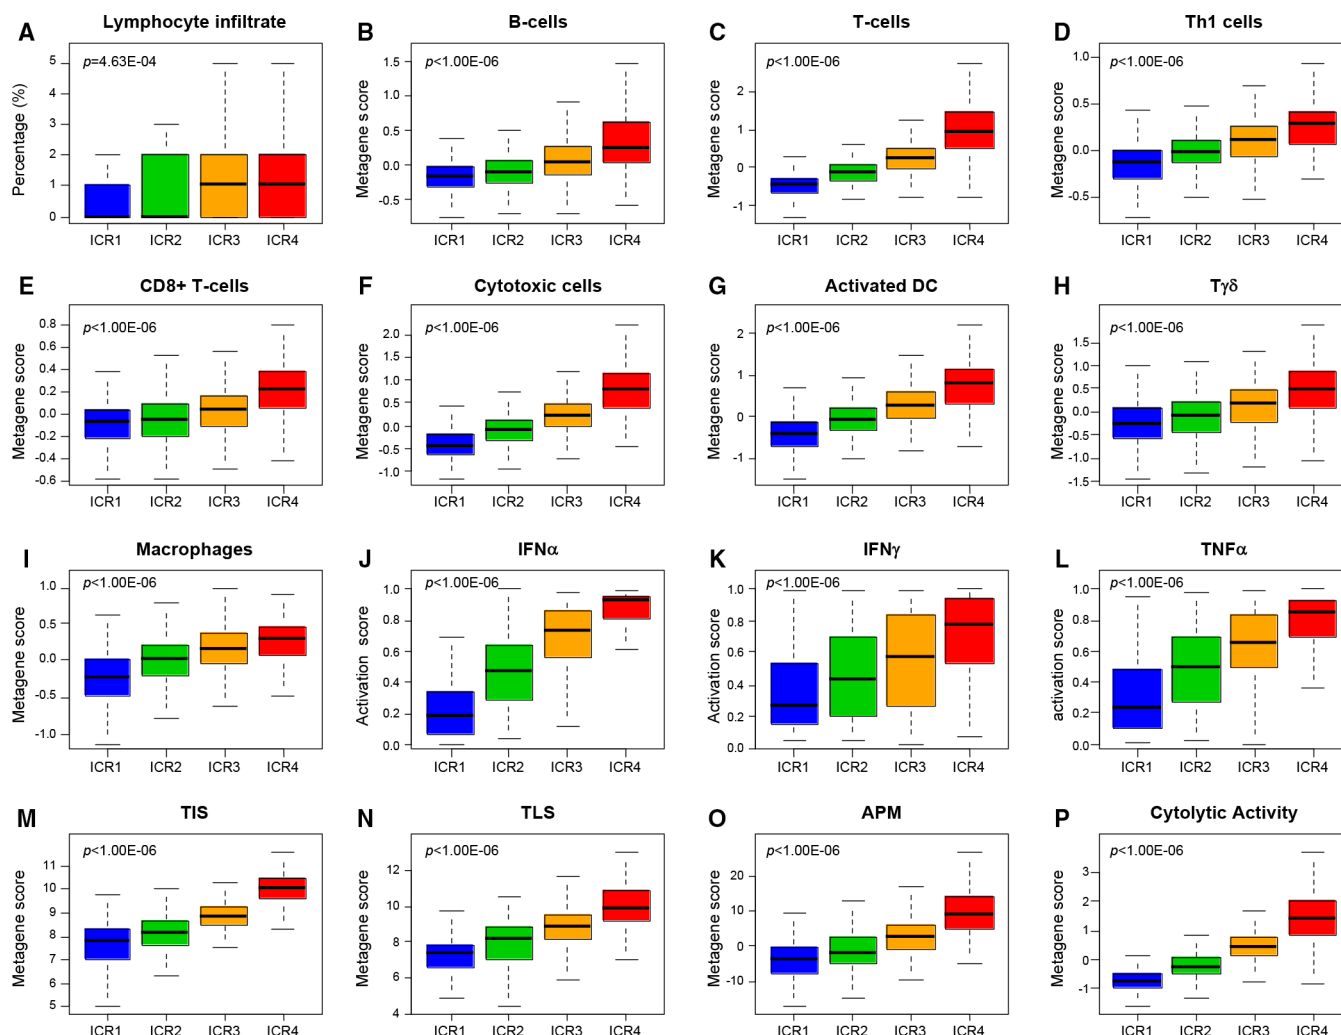 A Lymphocyte infiltrate
p=4.63E-04
Percentage (%)
5
4
3
2
1
0
ICR1 ICR2 ICR3 ICR4
B B-cells
p<1.00E-06
Metagene score
1.5
1.0
0.5
0.0
-0.5
ICR1 ICR2 ICR3 ICR4
C T-cells
p<1.00E-06
Metagene score
2
1
0
-1
ICR1 ICR2 ICR3 ICR4
D Th1 cells
p<1.00E-06
Metagene score
1.0
0.5
0.0
-0.5
ICR1 ICR2 ICR3 ICR4
E CD8+ T-cells
p<1.00E-06
Metagene score
0.8
0.6
0.4
0.2
0.0
-0.2
-0.4
-0.6
ICR1 ICR2 ICR3 ICR4
F Cytotoxic cells
p<1.00E-06
Metagene score
2.0
1.5
1.0
0.5
0.0
-0.5
-1.0
ICR1 ICR2 ICR3 ICR4
G Activated DC
p<1.00E-06
Metagene score
2
1
0
-1
ICR1 ICR2 ICR3 ICR4
H Tγδ
p<1.00E-06
Metagene score
1.5
1.0
0.5
0.0
-0.5
-1.0
-1.5
ICR1 ICR2 ICR3 ICR4
I Macrophages
p<1.00E-06
Metagene score
1.0
0.5
0.0
-0.5
-1.0
ICR1 ICR2 ICR3 ICR4
J IFNα
p<1.00E-06
Activation score
1.0
0.8
0.6
0.4
0.2
0.0
ICR1 ICR2 ICR3 ICR4
K IFNγ
p<1.00E-06
Activation score
1.0
0.8
0.6
0.4
0.2
0.0
ICR1 ICR2 ICR3 ICR4
L TNFα
p<1.00E-06
activation score
1.0
0.8
0.6
0.4
0.2
0.0
ICR1 ICR2 ICR3 ICR4
M TIS
p<1.00E-06
Metagene score
11
10
9
8
7
6
5
ICR1 ICR2 ICR3 ICR4
N TLS
p<1.00E-06
Metagene score
12
10
8
6
4
ICR1 ICR2 ICR3 ICR4
O APM
p<1.00E-06
Metagene score
20
10
0
-10
ICR1 ICR2 ICR3 ICR4
P Cytolytic Activity
p<1.00E-06
Metagene score
3
2
1
0
-1
ICR1 ICR2 ICR3 ICR4